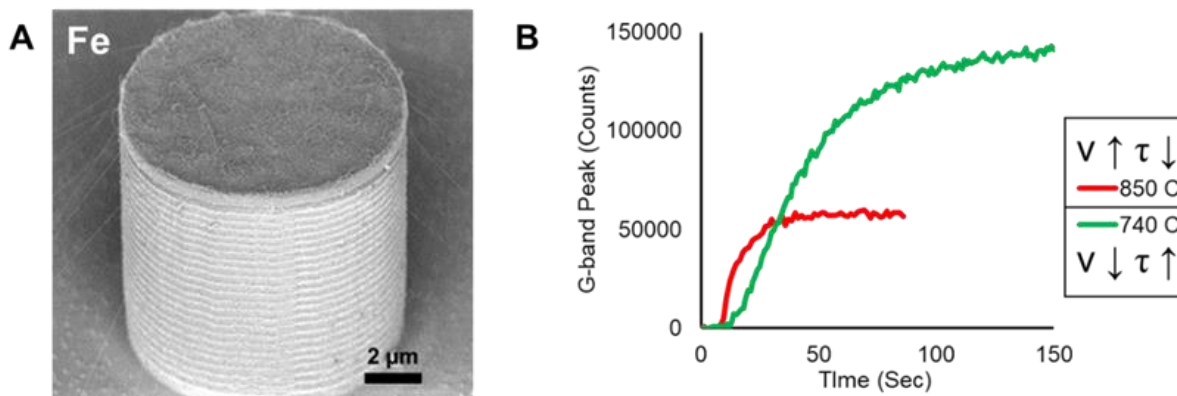 A
Fe
2 µm
B
G-band Peak (Counts)
150000
100000
50000
0
0 50 100 150
TIme (Sec)
V ↑ τ ↓
850 C
740 C
V ↓ τ ↑